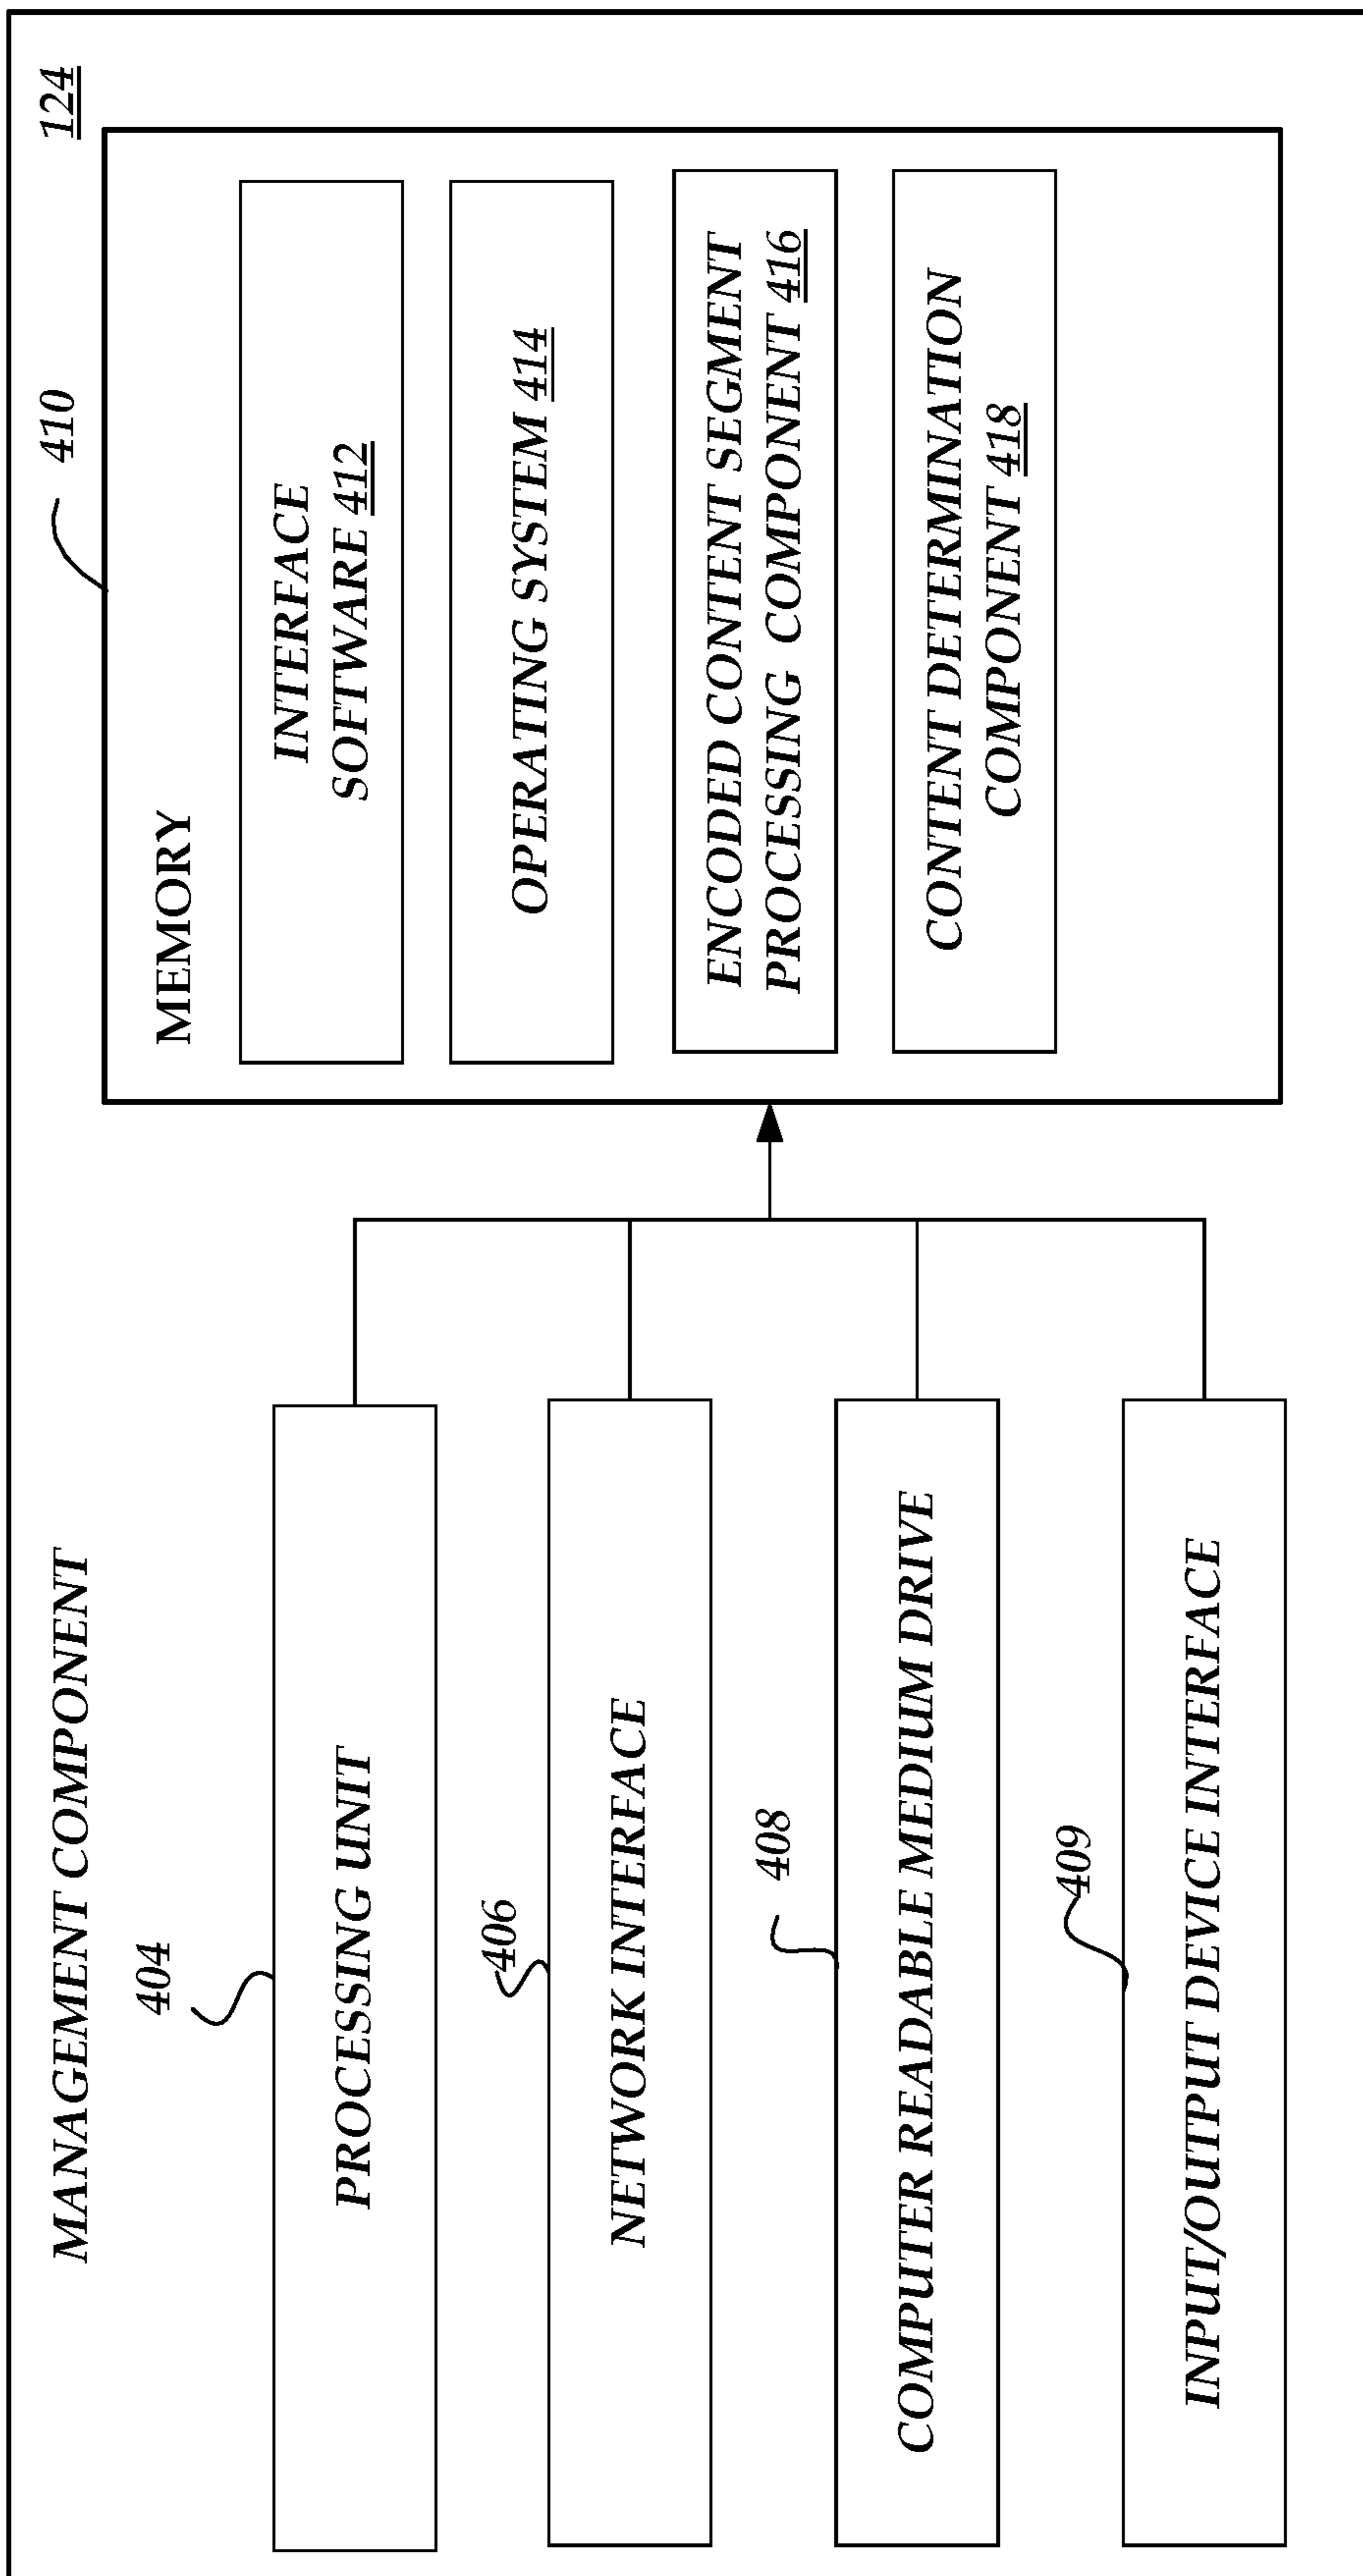 MANAGEMENT COMPONENT
124
404
PROCESSING UNIT
406
NETWORK INTERFACE
408
COMPUTER READABLE MEDIUM DRIVE
409
INPUT/OUTPUT DEVICE INTERFACE
410
MEMORY
INTERFACE
SOFTWARE 412
OPERATING SYSTEM 414
ENCODED CONTENT SEGMENT
PROCESSING COMPONENT 416
CONTENT DETERMINATION
COMPONENT 418